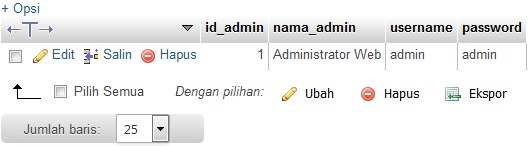 + Opsi
id_admin nama_admin username password
Edit Salin Hapus 1 Administrator Web admin admin
Pilih Semua Dengan pilihan: Ubah Hapus Ekspor
Jumlah baris: 25